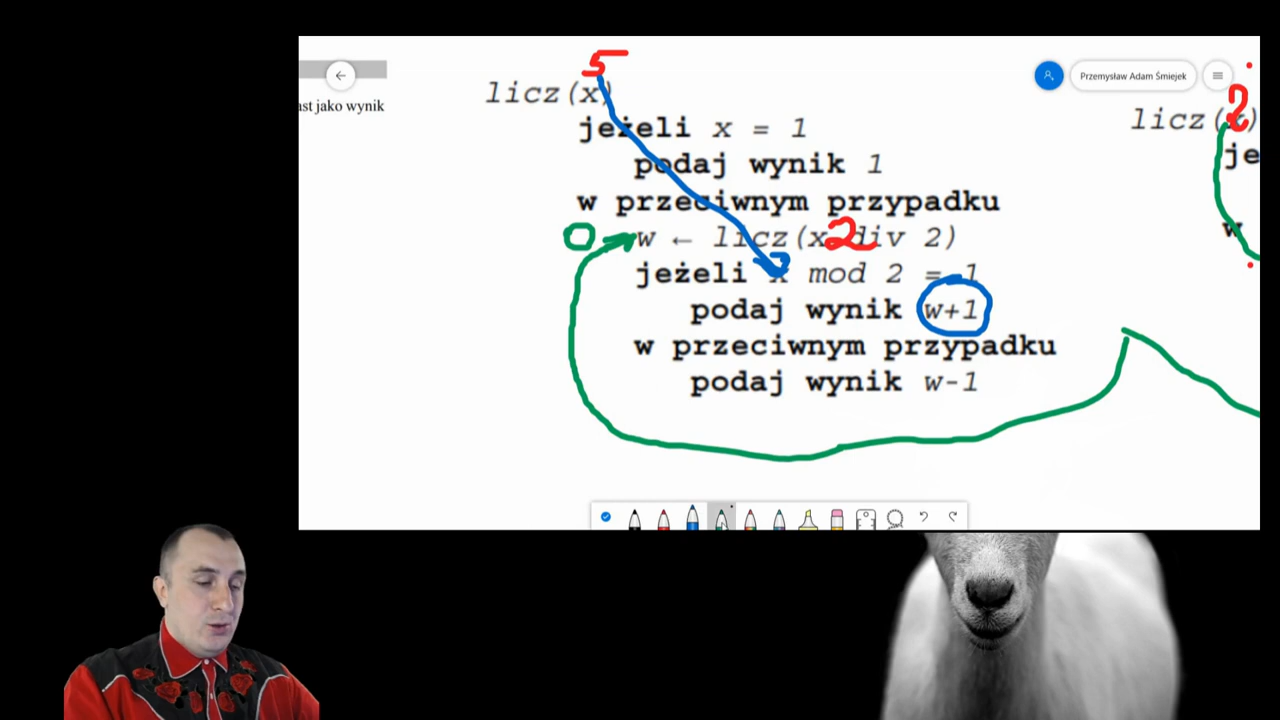 5
ast jako wynik
Przemysław Adam Śmiejek
licz(x)
jeżeli x = 1
podaj wynik 1
w przeciwnym przypadku
0 w ← licz(x 2 div 2)
jeżeli x mod 2 = 1
podaj wynik w+1
w przeciwnym przypadku
podaj wynik w-1
2
licz(x)
je
w